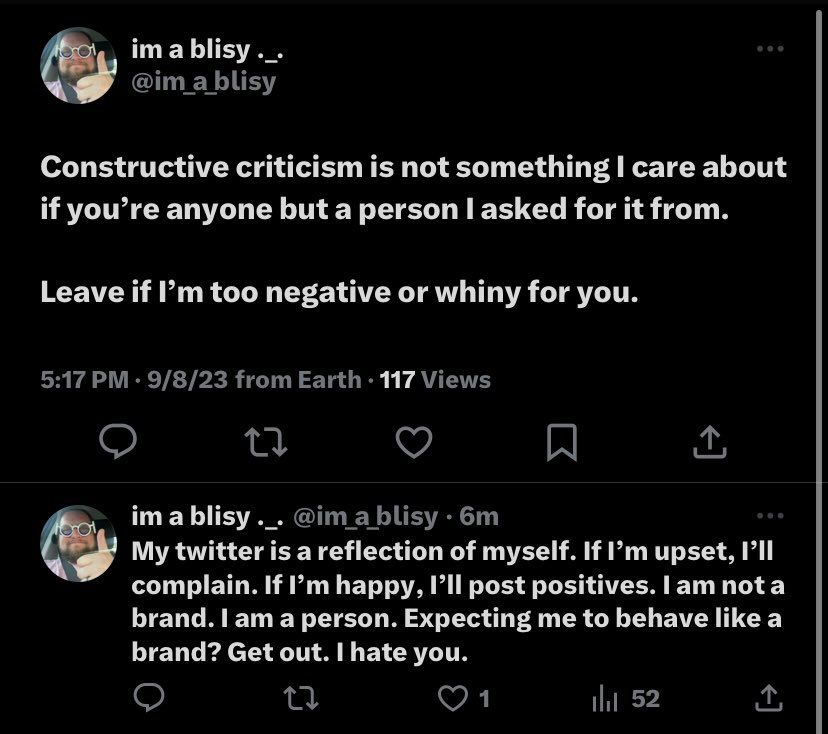 im a blisy ._.
@im_a_blisy
Constructive criticism is not something I care about
if you’re anyone but a person I asked for it from.
Leave if I’m too negative or whiny for you.
5:17 PM · 9/8/23 from Earth · 117 Views
im a blisy ._. @im_a_blisy · 6m
My twitter is a reflection of myself. If I’m upset, I’ll
complain. If I’m happy, I’ll post positives. I am not a
brand. I am a person. Expecting me to behave like a
brand? Get out. I hate you.
1 52